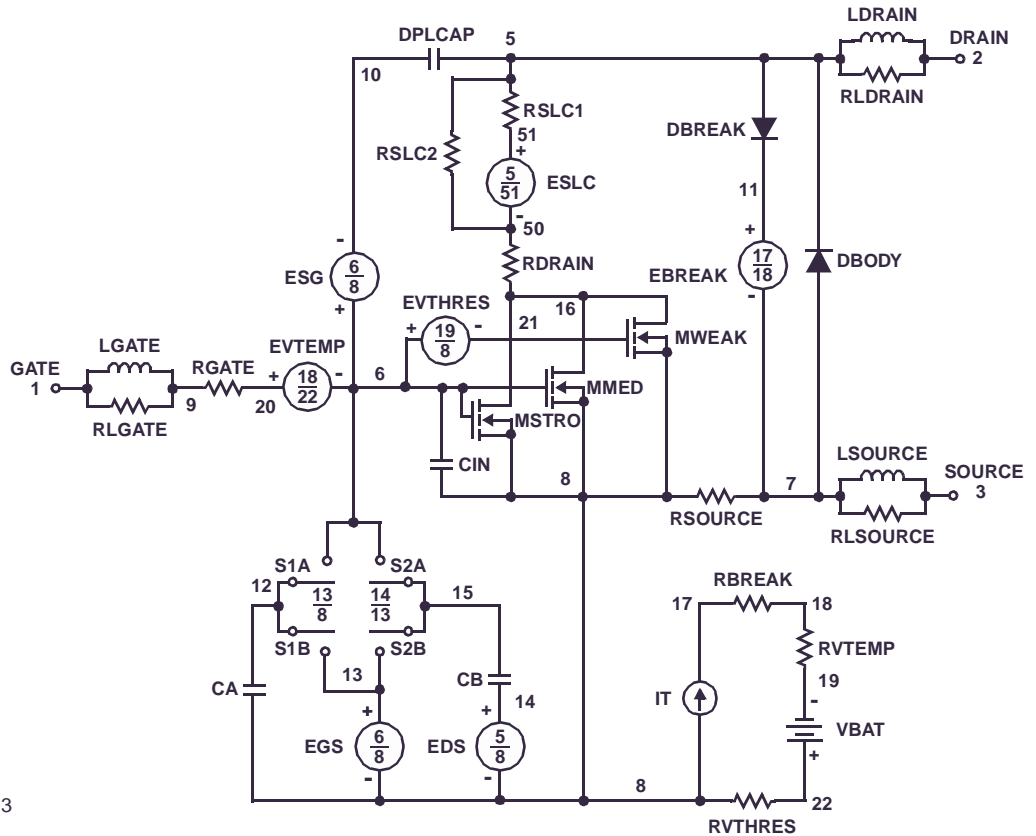 LDRAIN
DPLCAP
5
DRAIN
10
2
RSLC1
RLDRAIN
DBREAK
51
+
RSLC2
5
51
ESLC
11
-
50
-
+
RDRAIN
17
18
DBODY
6
8
EBREAK
ESG
EVTHRES
16
-
+
+
19
8
-
21
MWEAK
LGATE
EVTEMP
GATE
RGATE
+
18
22
-
6
MMED
1
9
20
MSTRO
RLGATE
LSOURCE
CIN
8
7
SOURCE
3
RSOURCE
RLSOURCE
S1A
S2A
12
13
8
14
13
15
RBREAK
17
18
S1B
S2B
RVTEMP
13
CB
19
CA
14
IT
-
+
+
VBAT
EGS
6
8
EDS
5
8
+
-
-
8
22
3
RVTHRES